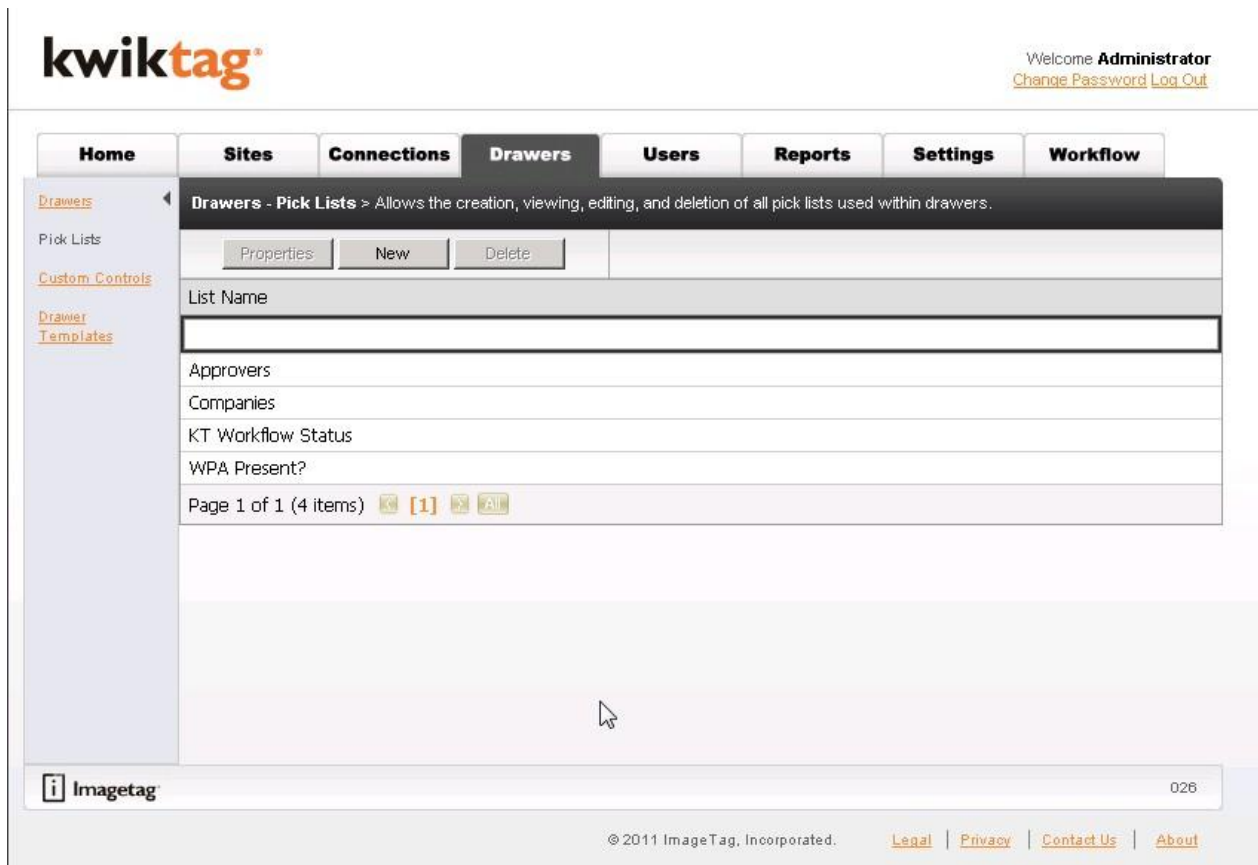 kwiktag®
Welcome Administrator
Change Password Log Out
Home Sites Connections Drawers Users Reports Settings Workflow
Drawers
Pick Lists
Custom Controls
Drawer
Templates
Drawers - Pick Lists > Allows the creation, viewing, editing, and deletion of all pick lists used within drawers.
Properties New Delete
List Name
Approvers
Companies
KT Workflow Status
WPA Present?
Page 1 of 1 (4 items) < [1] > All
i Imagetag
026
© 2011 ImageTag, Incorporated. Legal | Privacy | Contact Us | About